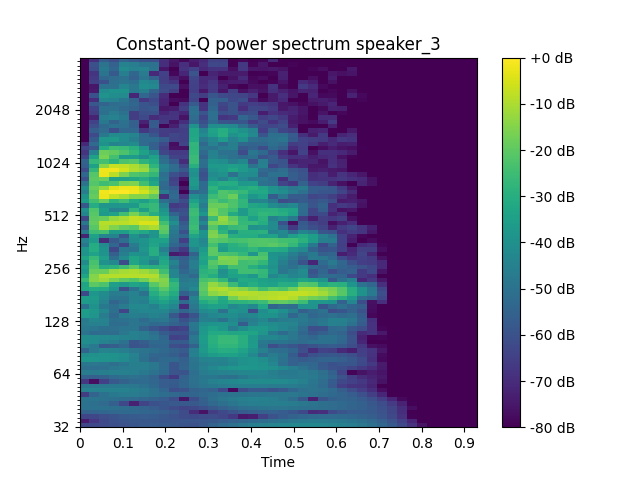 Constant-Q power spectrum speaker_3
Hz
2048
1024
512
256
128
64
32
0 0.1 0.2 0.3 0.4 0.5 0.6 0.7 0.8 0.9
Time
+0 dB
-10 dB
-20 dB
-30 dB
-40 dB
-50 dB
-60 dB
-70 dB
-80 dB